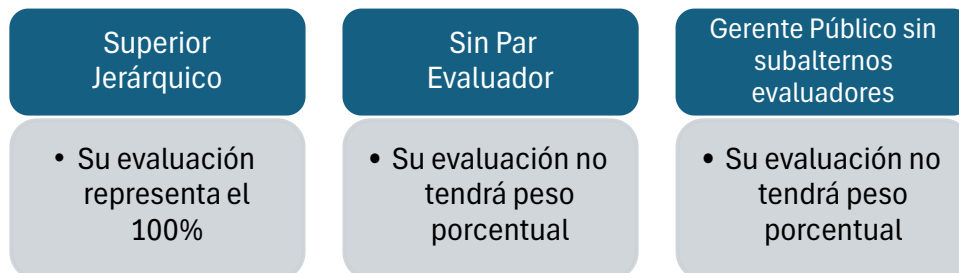 Superior
Jerárquico
• Su evaluación
representa el
100%
Sin Par
Evaluador
• Su evaluación no
tendrá peso
porcentual
Gerente Público sin
subalternos
evaluadores
• Su evaluación no
tendrá peso
porcentual